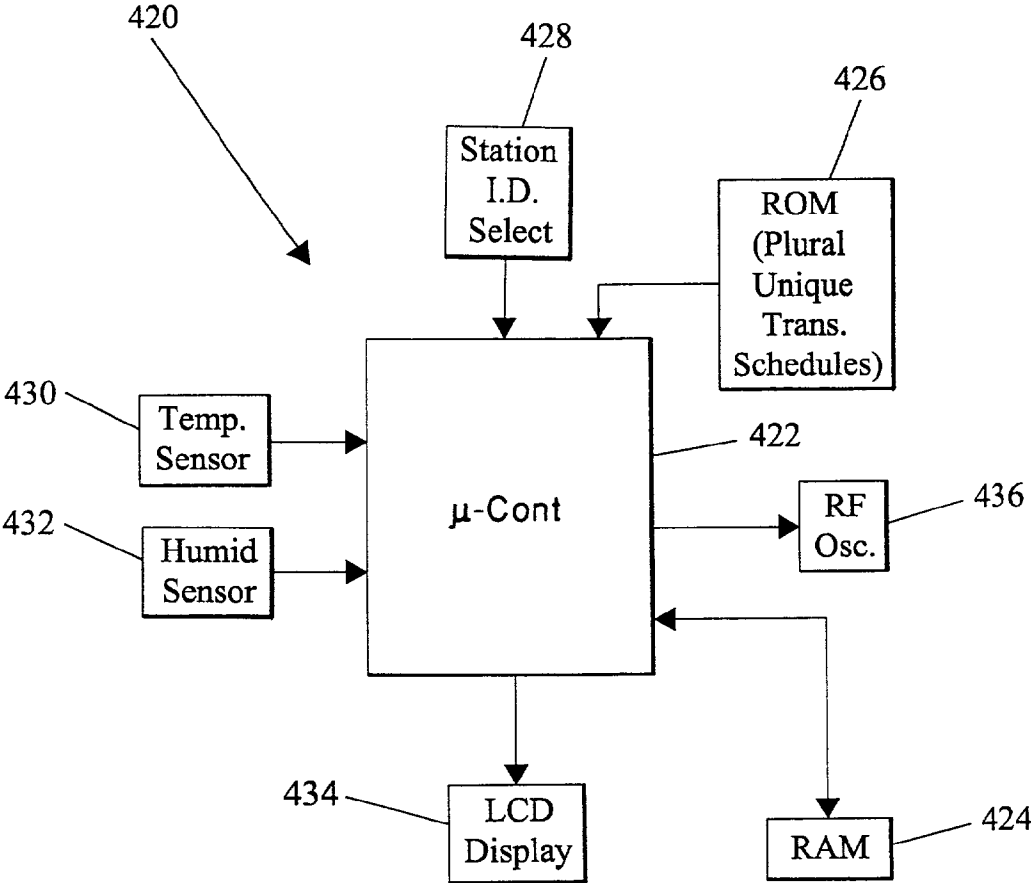 420
428
426
Station
I.D.
Select
ROM
(Plural
Unique
Trans.
Schedules)
430
Temp.
Sensor
422
μ-Cont
432
Humid
Sensor
RF
Osc.
436
434
LCD
Display
RAM
424